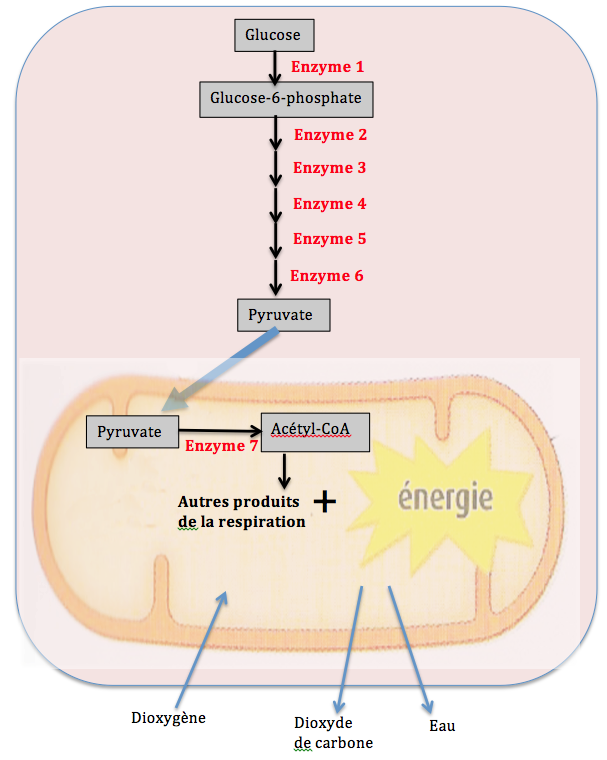 Glucose
Enzyme 1
Glucose-6-phosphate
Enzyme 2
Enzyme 3
Enzyme 4
Enzyme 5
Enzyme 6
Pyruvate
Pyruvate
Enzyme 7
Acétyl-CoA
Autres produits
de la respiration
+
énergie
Dioxygène
Dioxyde
de carbone
Eau